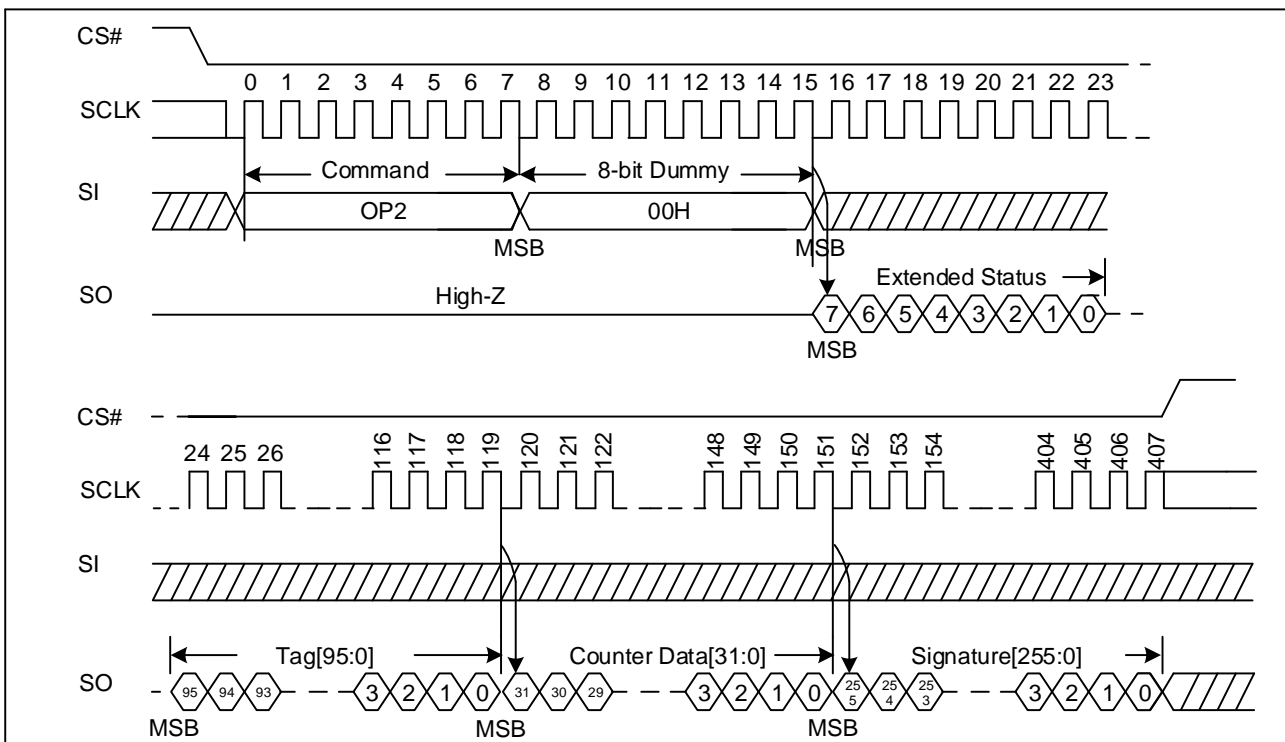 CS#
0 1 2 3 4 5 6 7 8 9 10 11 12 13 14 15 16 17 18 19 20 21 22 23
SCLK
Command 8-bit Dummy
SI
OP2 00H
MSB MSB
Extended Status
SO
High-Z
7 6 5 4 3 2 1 0
MSB
CS#
24 25 26 116 117 118 119 120 121 122 148 149 150 151 152 153 154 404 405 406 407
SCLK
SI
Tag[95:0] Counter Data[31:0] Signature[255:0]
SO
95 94 93 3 2 1 0 31 30 29 3 2 1 0 255 254 253 3 2 1 0
MSB MSB MSB